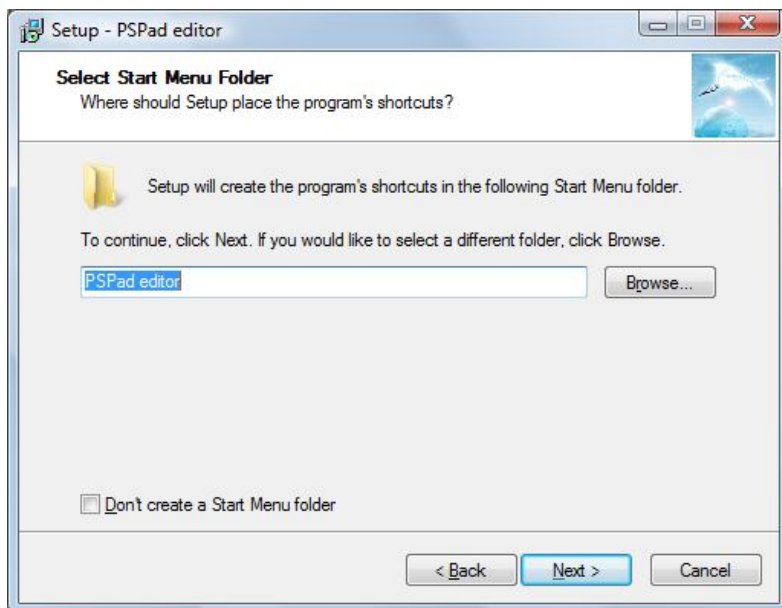 Setup - PSPad editor
Select Start Menu Folder
Where should Setup place the program's shortcuts?
Setup will create the program's shortcuts in the following Start Menu folder.
To continue, click Next. If you would like to select a different folder, click Browse.
PSPad editor
Browse...
Don't create a Start Menu folder
< Back
Next >
Cancel